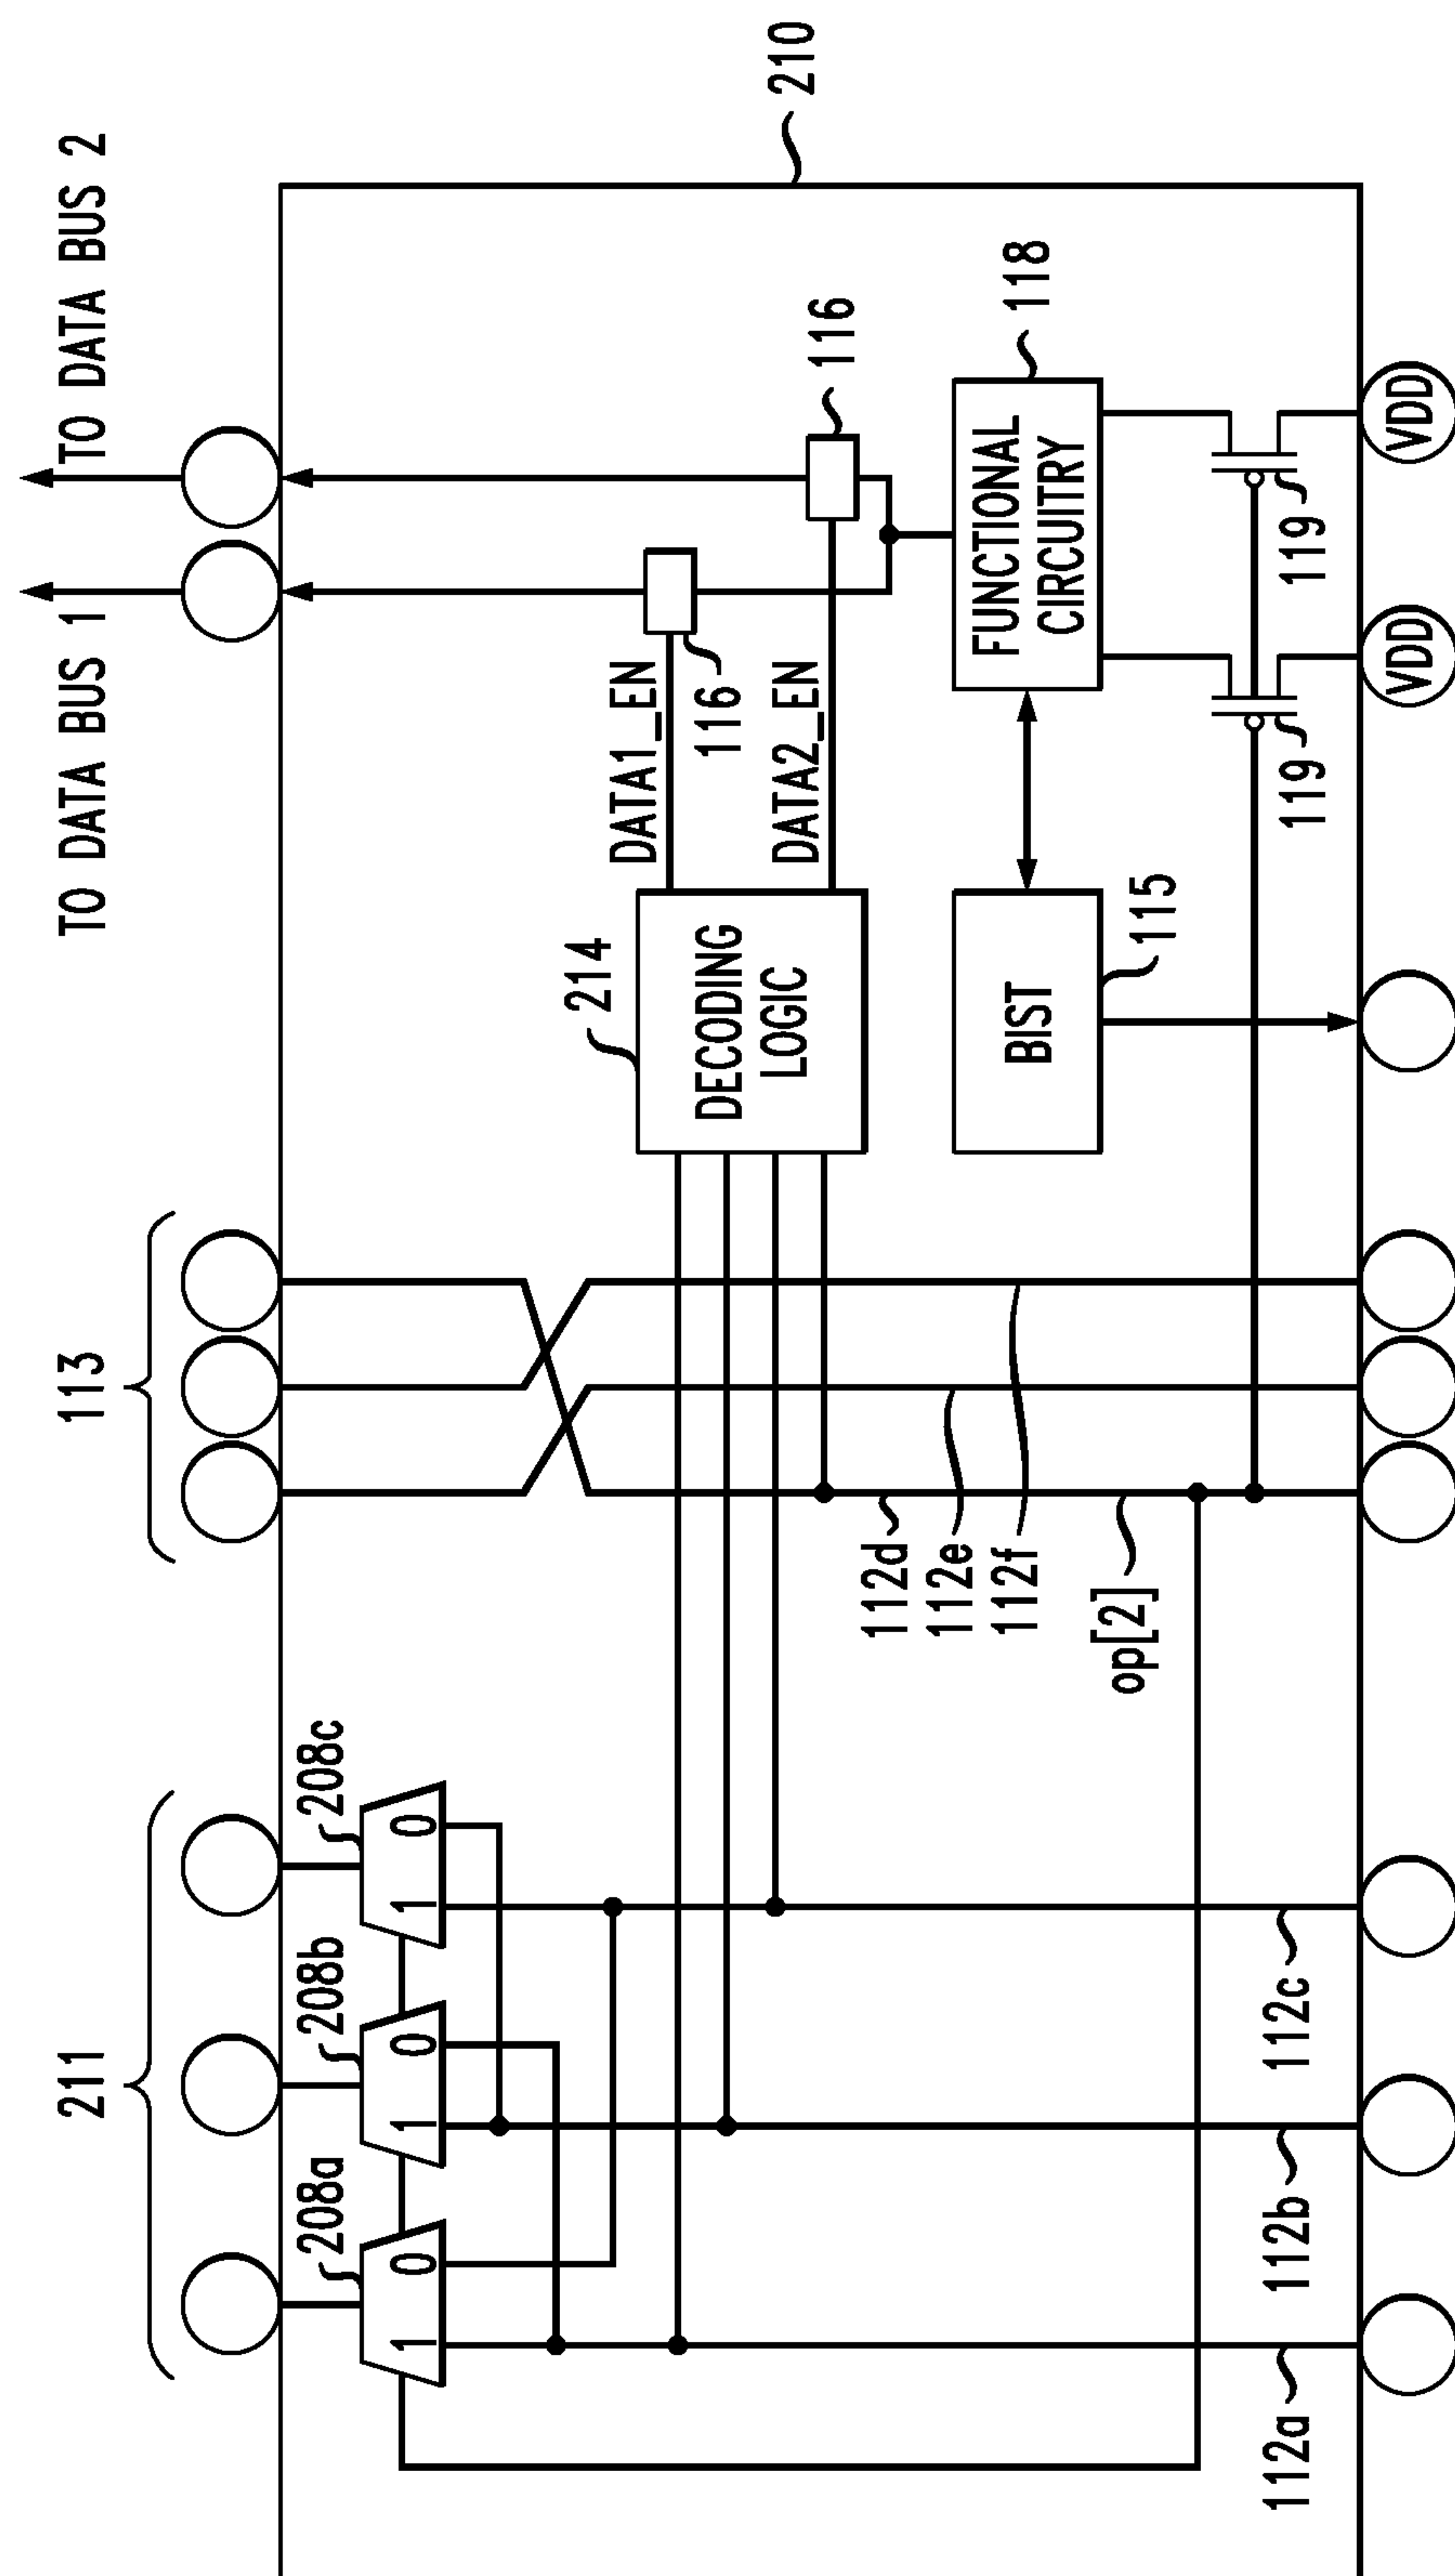 211
113
TO DATA BUS 1
TO DATA BUS 2
210
208a
208b
208c
1 0
1 0
1 0
214
DECODING
LOGIC
DATA1_EN
116
DATA2_EN
116
112d
112e
112f
op[2]
BIST
115
FUNCTIONAL
CIRCUITRY
118
119
119
112a
112b
112c
VDD
VDD